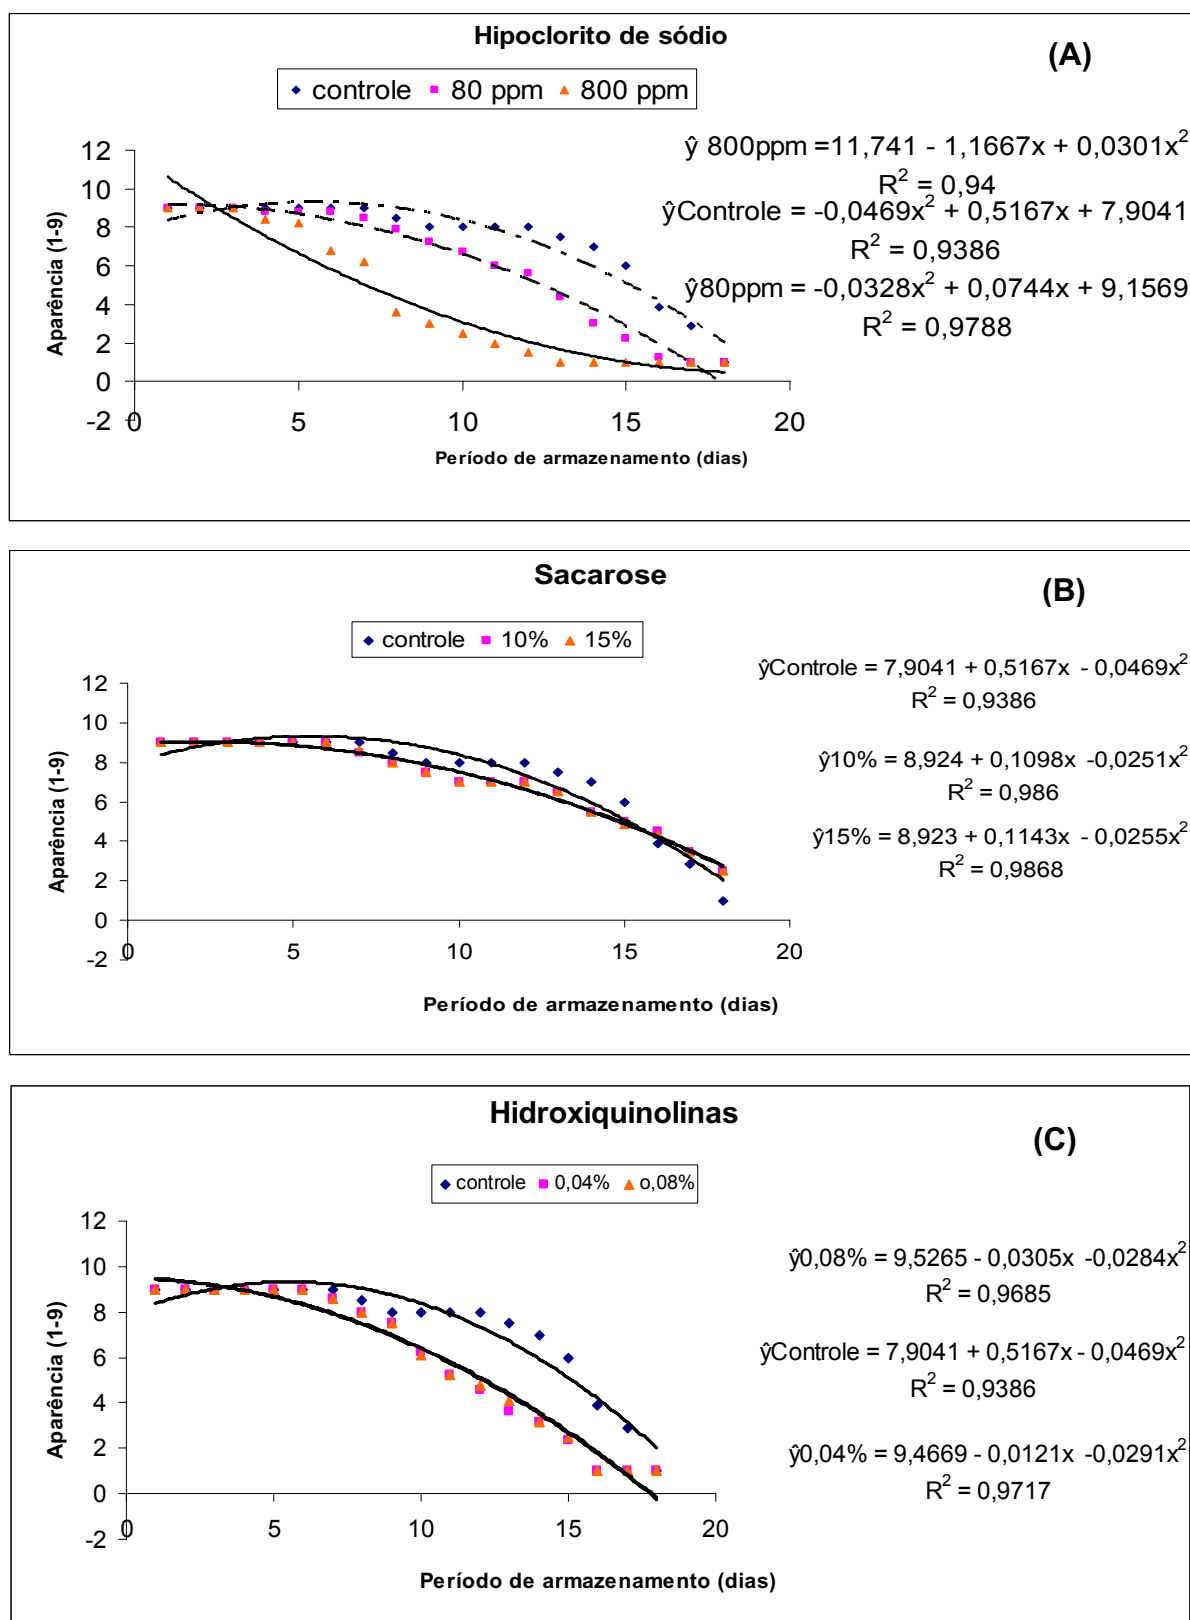 Hipoclorito de sódio
(A)
controle 80 ppm 800 ppm
ŷ 800ppm =11,741 - 1,1667x + 0,0301x²
R² = 0,94
ŷControle = -0,0469x² + 0,5167x + 7,9041
R² = 0,9386
ŷ80ppm = -0,0328x² + 0,0744x + 9,1569
R² = 0,9788
Aparência (1-9)
12
10
8
6
4
2
0
-2
0 5 10 15 20
Período de armazenamento (dias)
Sacarose
(B)
controle 10% 15%
ŷControle = 7,9041 + 0,5167x - 0,0469x²
R² = 0,9386
ŷ10% = 8,924 + 0,1098x -0,0251x²
R² = 0,986
ŷ15% = 8,923 + 0,1143x - 0,0255x²
R² = 0,9868
Aparência (1-9)
12
10
8
6
4
2
0
-2
0 5 10 15 20
Período de armazenamento (dias)
Hidroxiquinolinas
(C)
controle 0,04% o,08%
ŷ0,08% = 9,5265 - 0,0305x -0,0284x²
R² = 0,9685
ŷControle = 7,9041 + 0,5167x - 0,0469x²
R² = 0,9386
ŷ0,04% = 9,4669 - 0,0121x -0,0291x²
R² = 0,9717
Aparência (1-9)
12
10
8
6
4
2
0
-2
0 5 10 15 20
Período de armazenamento (dias)